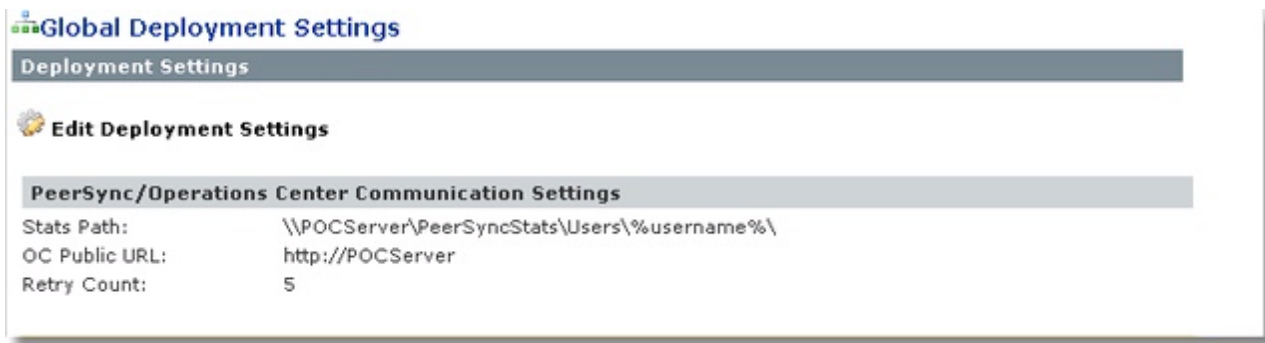 Global Deployment Settings
Deployment Settings
Edit Deployment Settings
PeerSync/Operations Center Communication Settings
Stats Path: \\POCServer\PeerSyncStats\Users\%username%\
OC Public URL: http://POCServer
Retry Count: 5